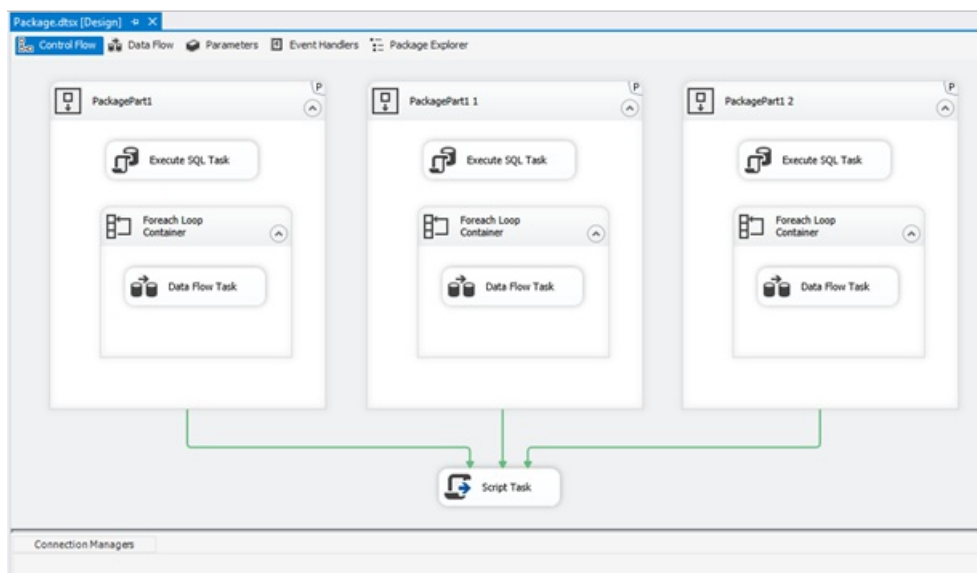 Package.dtsx [Design]
Control Flow
Data Flow
Parameters
Event Handlers
Package Explorer
P
PackagePart1
P
PackagePart1 1
P
PackagePart1 2
Execute SQL Task
Execute SQL Task
Execute SQL Task
Foreach Loop
Container
Foreach Loop
Container
Foreach Loop
Container
Data Flow Task
Data Flow Task
Data Flow Task
Script Task
Connection Managers